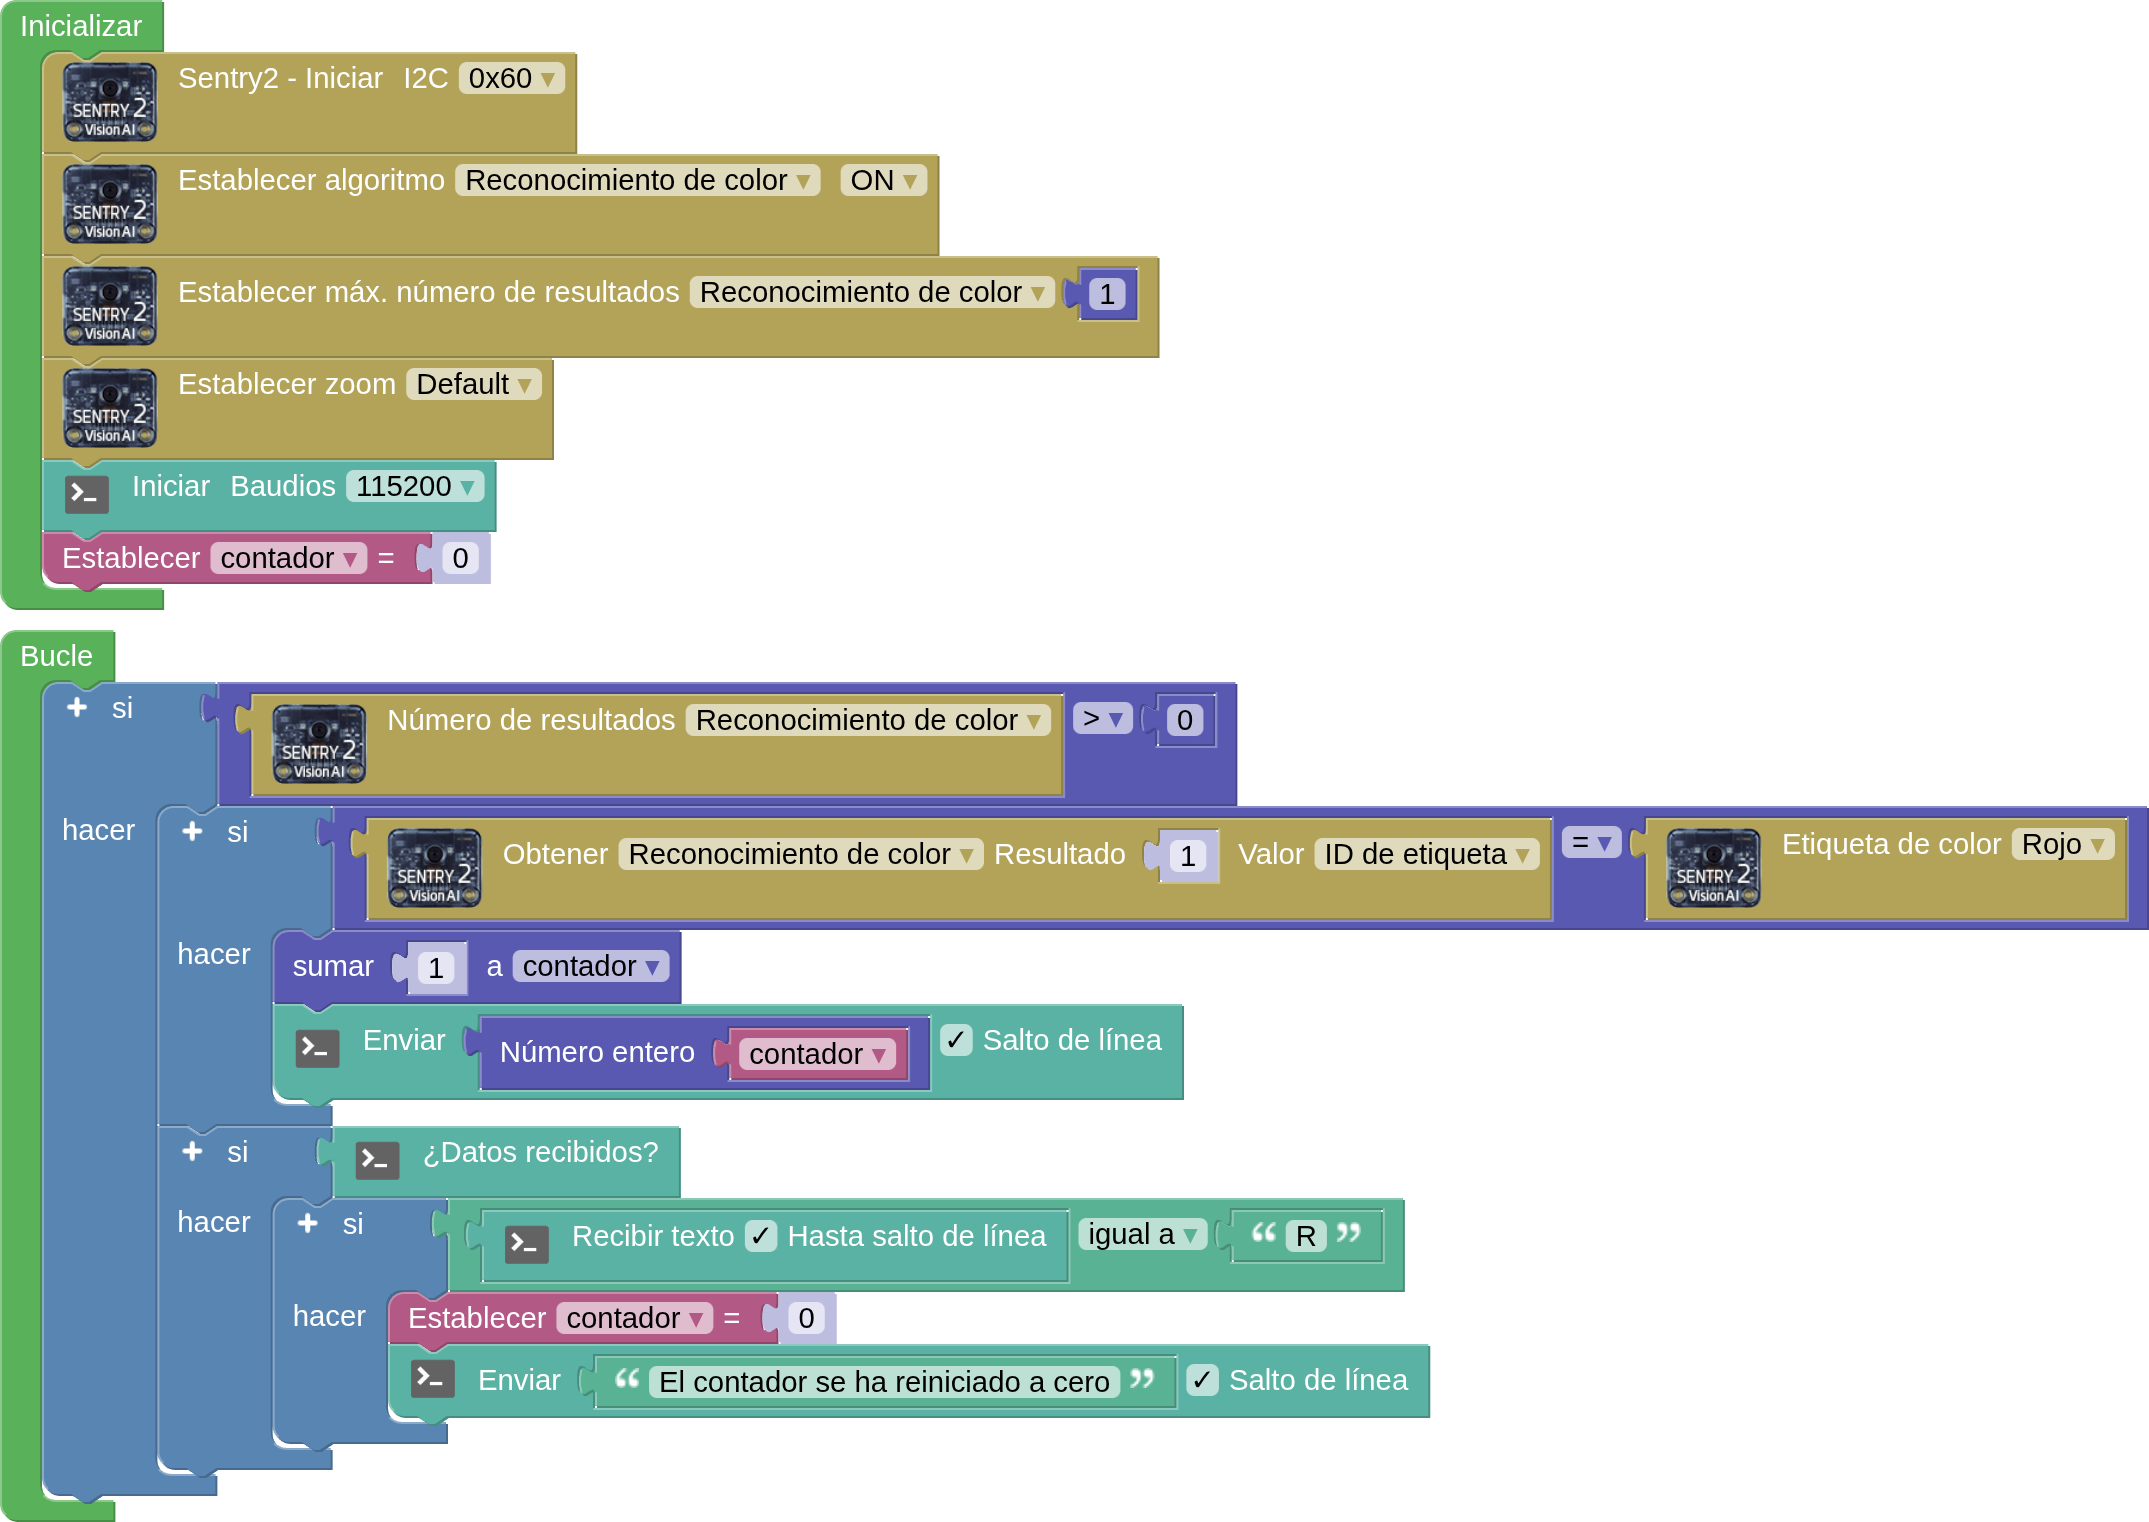 Inicializar
SENTRY 2 Vision AI Sentry2 - Iniciar I2C 0x60 ▾
SENTRY 2 Vision AI Establecer algoritmo Reconocimiento de color ▾ ON ▾
SENTRY 2 Vision AI Establecer máx. número de resultados Reconocimiento de color ▾ 1
SENTRY 2 Vision AI Establecer zoom Default ▾
Iniciar Baudios 115200 ▾
Establecer contador ▾ = 0
Bucle
si SENTRY 2 Vision AI Número de resultados Reconocimiento de color ▾ > ▾ 0
hacer si SENTRY 2 Vision AI Obtener Reconocimiento de color ▾ Resultado 1 Valor ID de etiqueta ▾ = ▾ SENTRY 2 Vision AI Etiqueta de color Rojo ▾
hacer sumar 1 a contador ▾
Enviar Número entero contador ▾ ✓ Salto de línea
si ¿Datos recibidos?
hacer si Recibir texto ✓ Hasta salto de línea igual a ▾ “ R ”
hacer Establecer contador ▾ = 0
Enviar “ El contador se ha reiniciado a cero ” ✓ Salto de línea